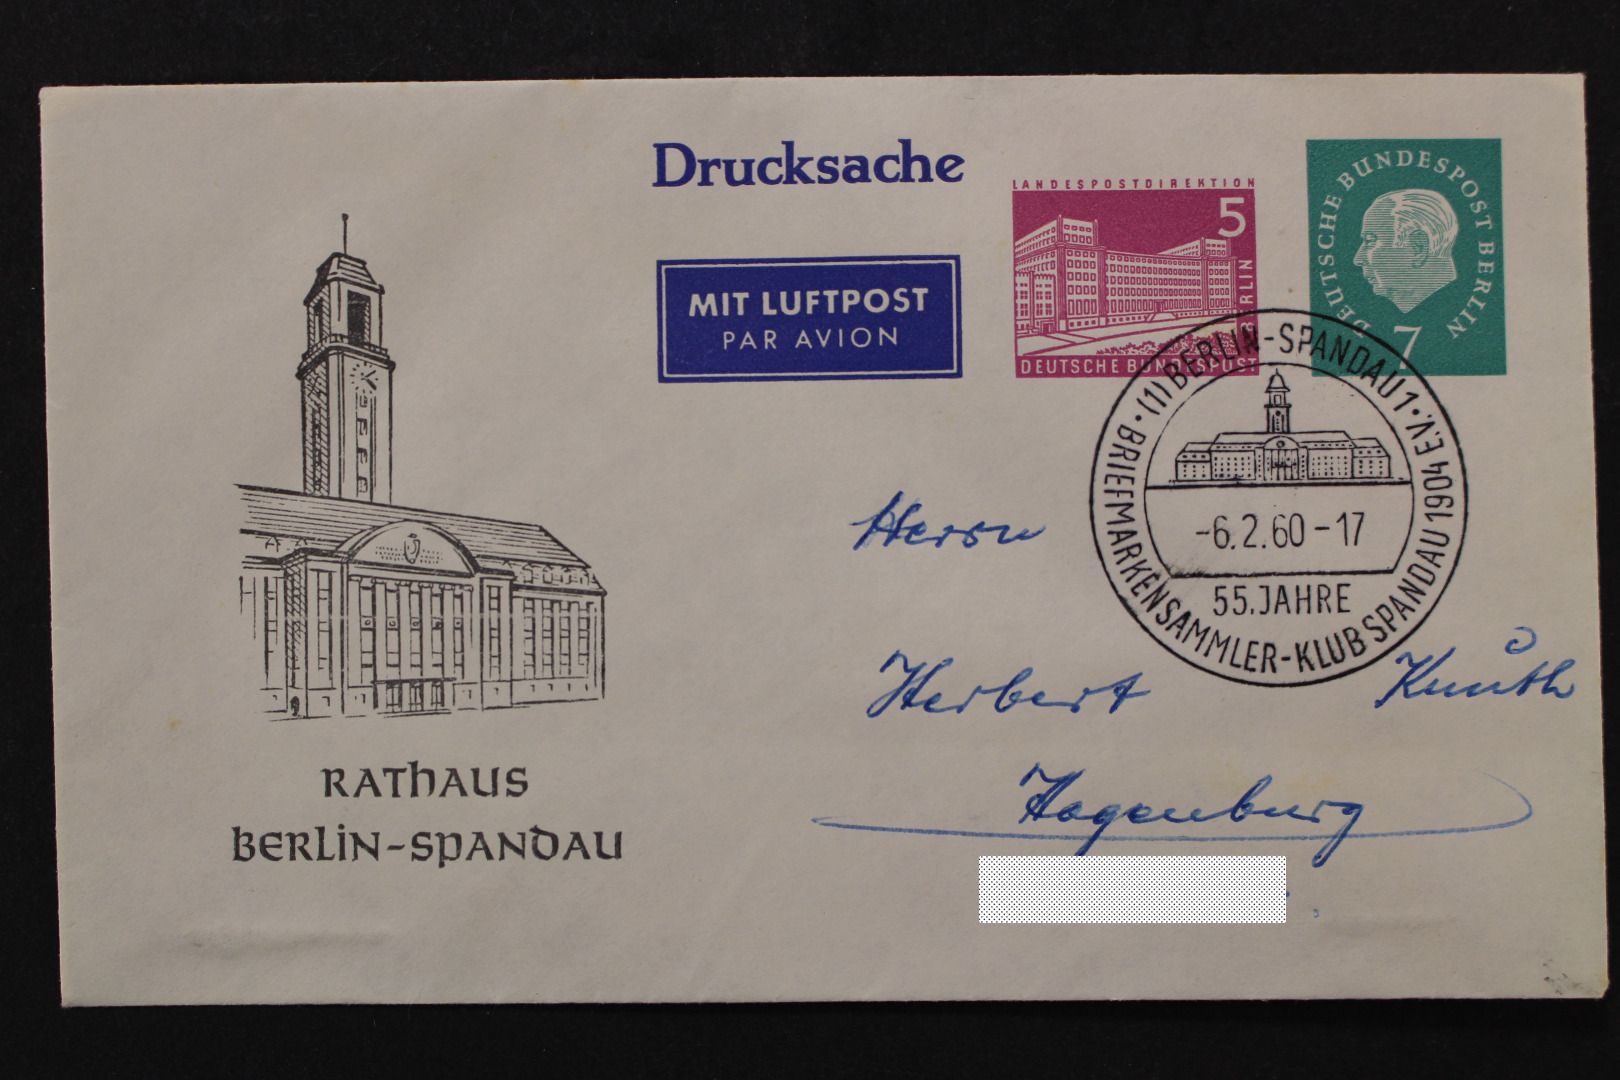 Drucksache
MIT LUFTPOST
PAR AVION
LANDESPOSTDIREKTION
5
BERLIN
DEUTSCHE BUNDESPOST
DEUTSCHE BUNDESPOST BERLIN
7
(1) BERLIN-SPANDAU 1 · BRIEFMARKENSAMMLER-KLUB SPANDAU 1904 E.V. ·
-6.2.60-17
55. JAHRE
Herrn
Herbert Knuth
Hagenburg
RATHAUS
BERLIN-SPANDAU